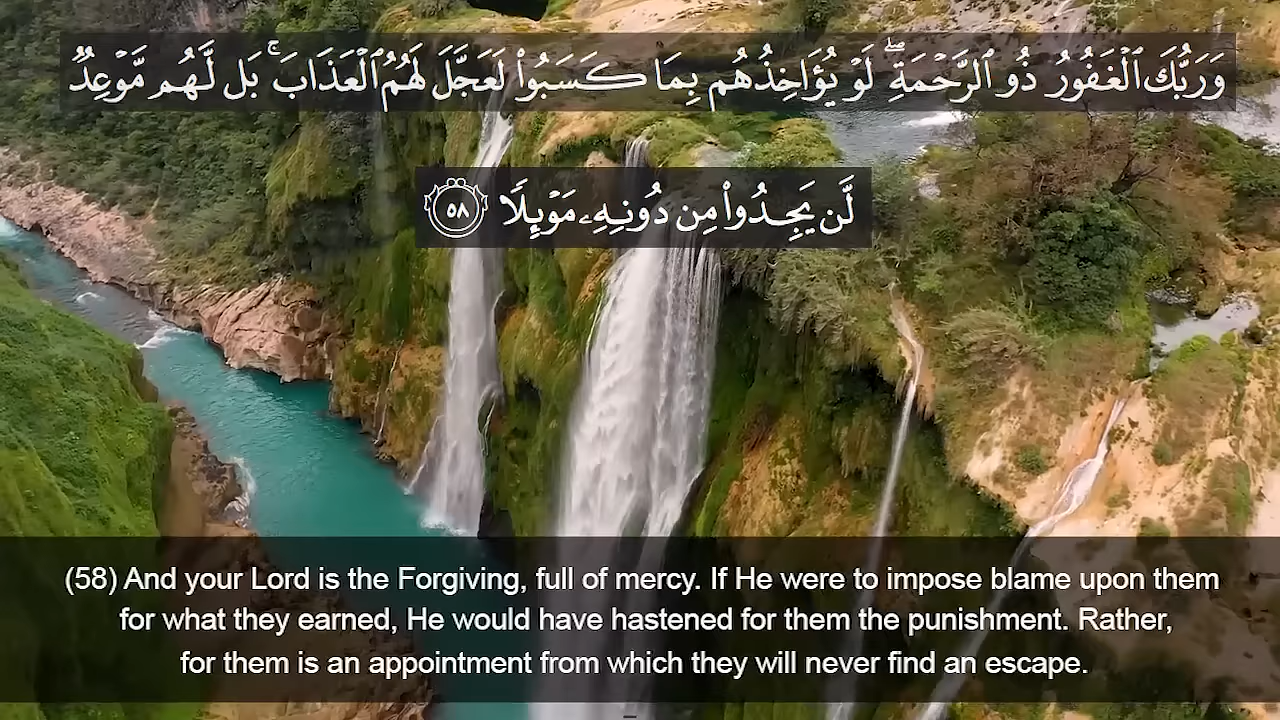 وَرَبُّكَ ٱلْغَفُورُ ذُو ٱلرَّحْمَةِ ۖ لَوْ يُؤَاخِذُهُم بِمَا كَسَبُوا۟ لَعَجَّلَ لَهُمُ ٱلْعَذَابَ ۚ بَل لَّهُم مَّوْعِدٌ
لَّن يَجِدُوا۟ مِن دُونِهِۦ مَوْئِلًا ٥٨
(58) And your Lord is the Forgiving, full of mercy. If He were to impose blame upon them
for what they earned, He would have hastened for them the punishment. Rather,
for them is an appointment from which they will never find an escape.